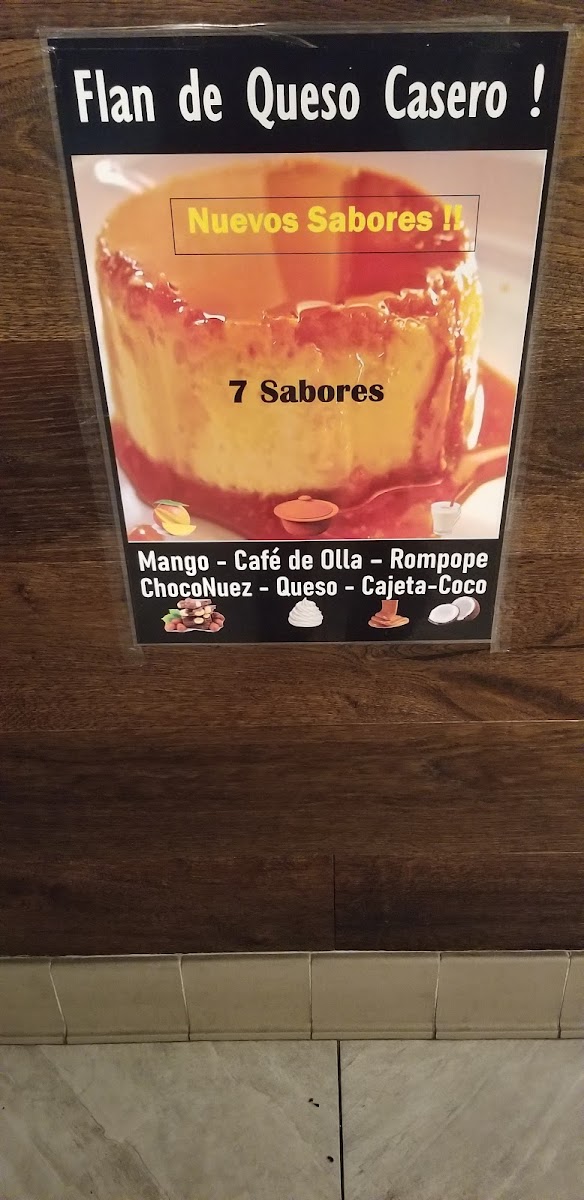 Flan de Queso Casero !
Nuevos Sabores !!
7 Sabores
Mango - Café de Olla - Rompope
ChocoNuez - Queso - Cajeta-Coco